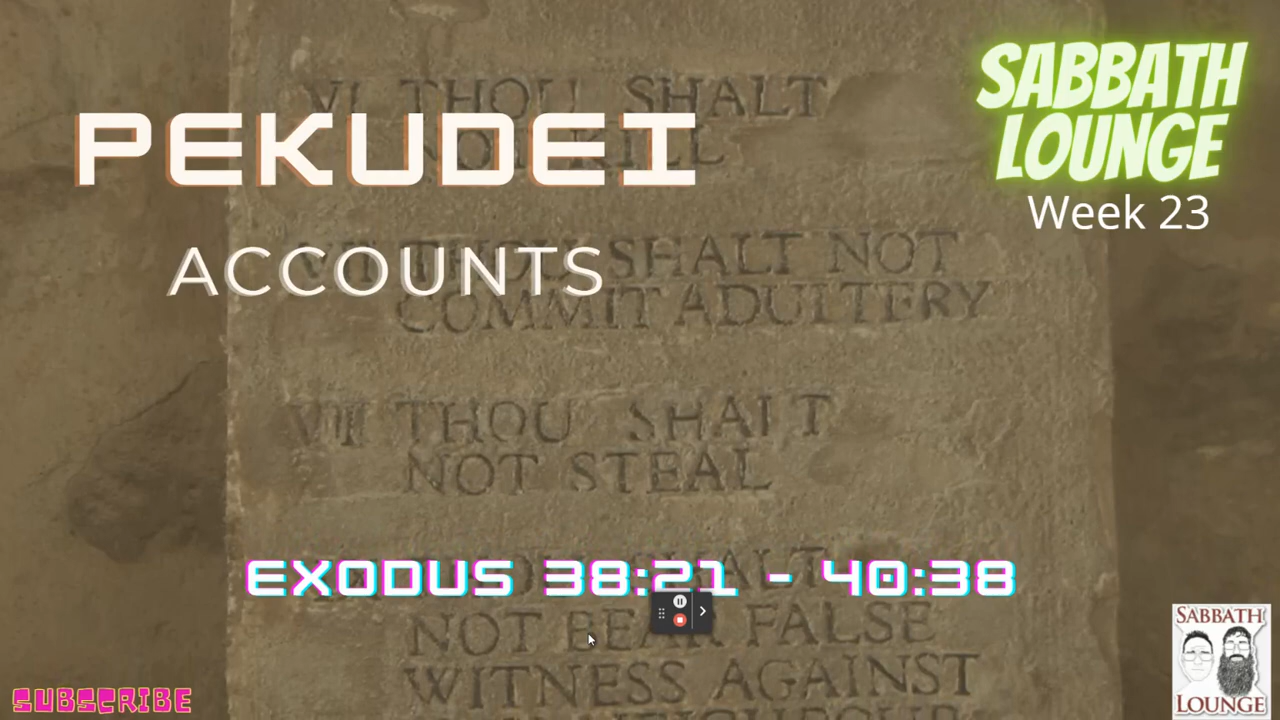 PEKUDEI
ACCOUNTS
SABBATH
LOUNGE
Week 23
VI THOU SHALT
NOT KILL
THOU SHALT NOT
COMMIT ADULTERY
VIII THOU SHALT
NOT STEAL
EXODUS 38:21 - 40:38
SHALT
NOT BEAR FALSE
WITNESS AGAINST
SUBSCRIBE
SABBATH
LOUNGE